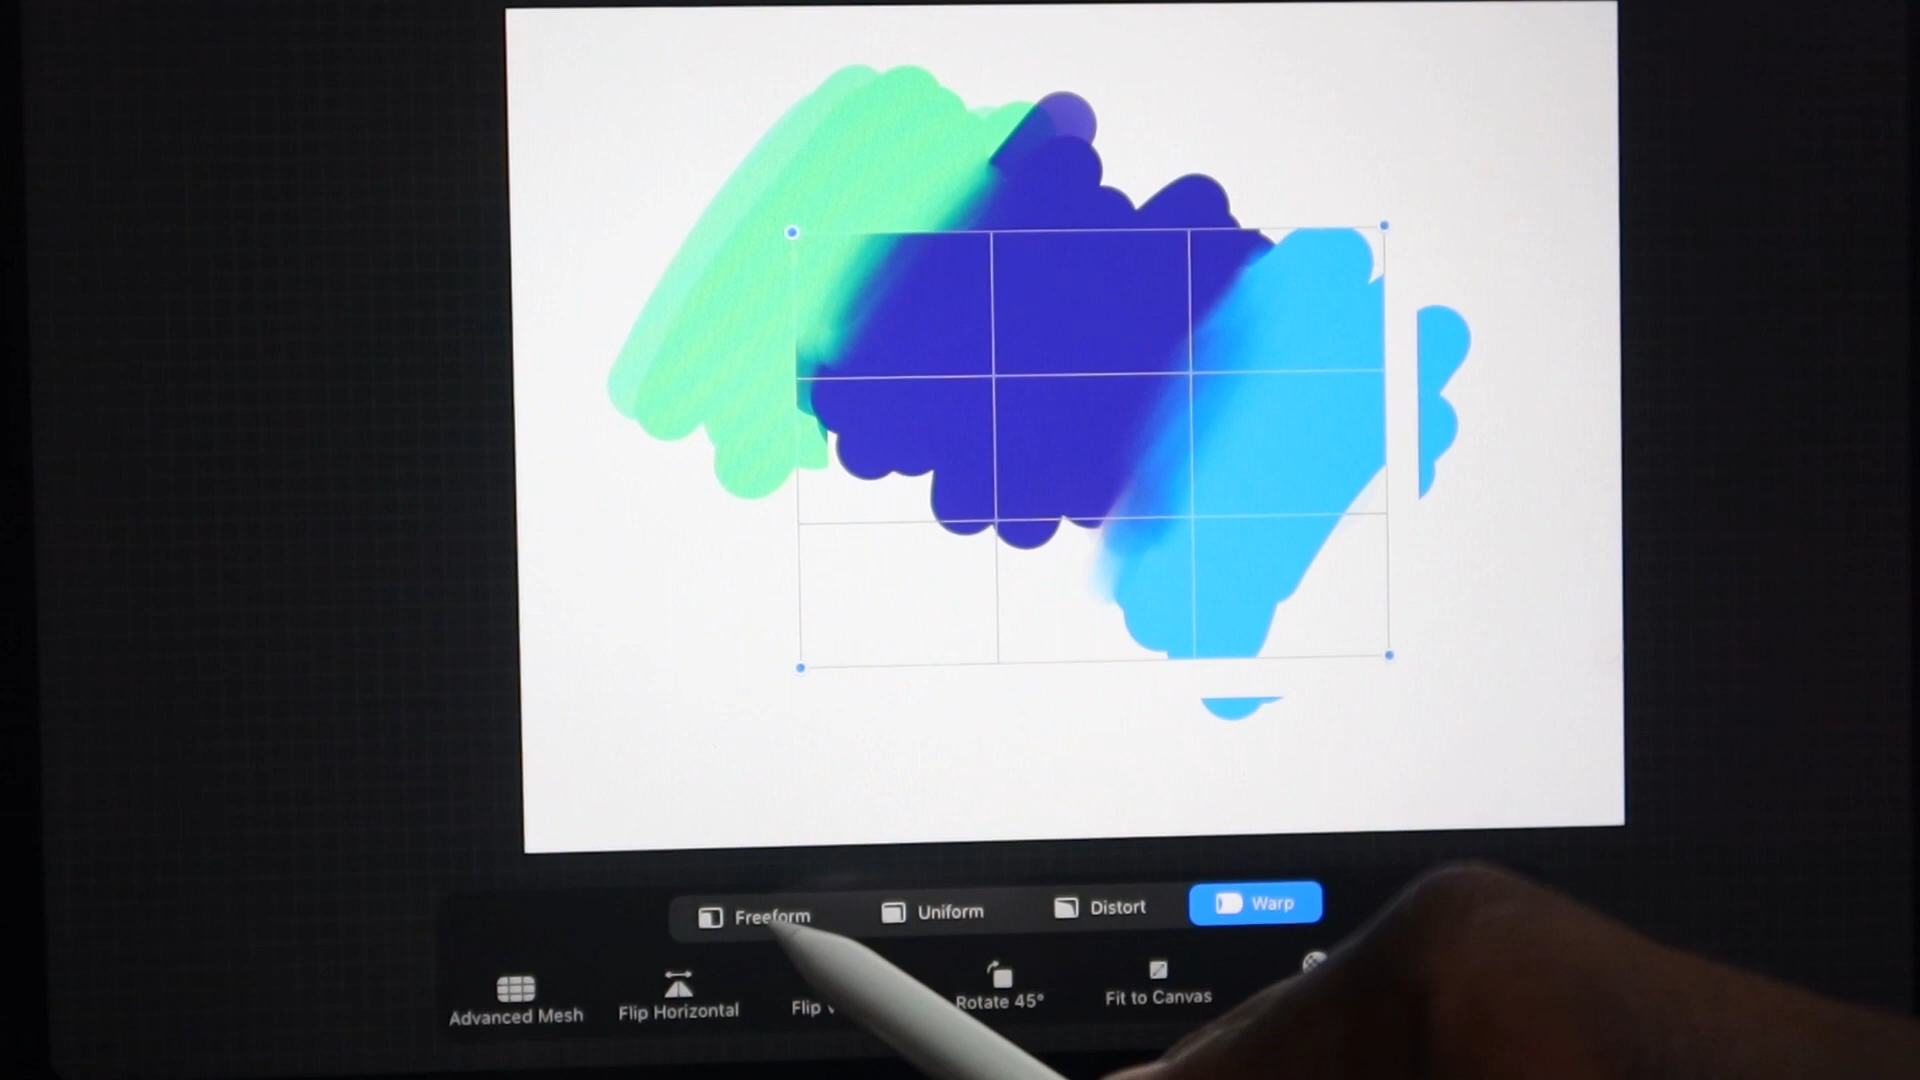 Freeform Uniform Distort Warp
Advanced Mesh Flip Horizontal Flip Rotate 45° Fit to Canvas